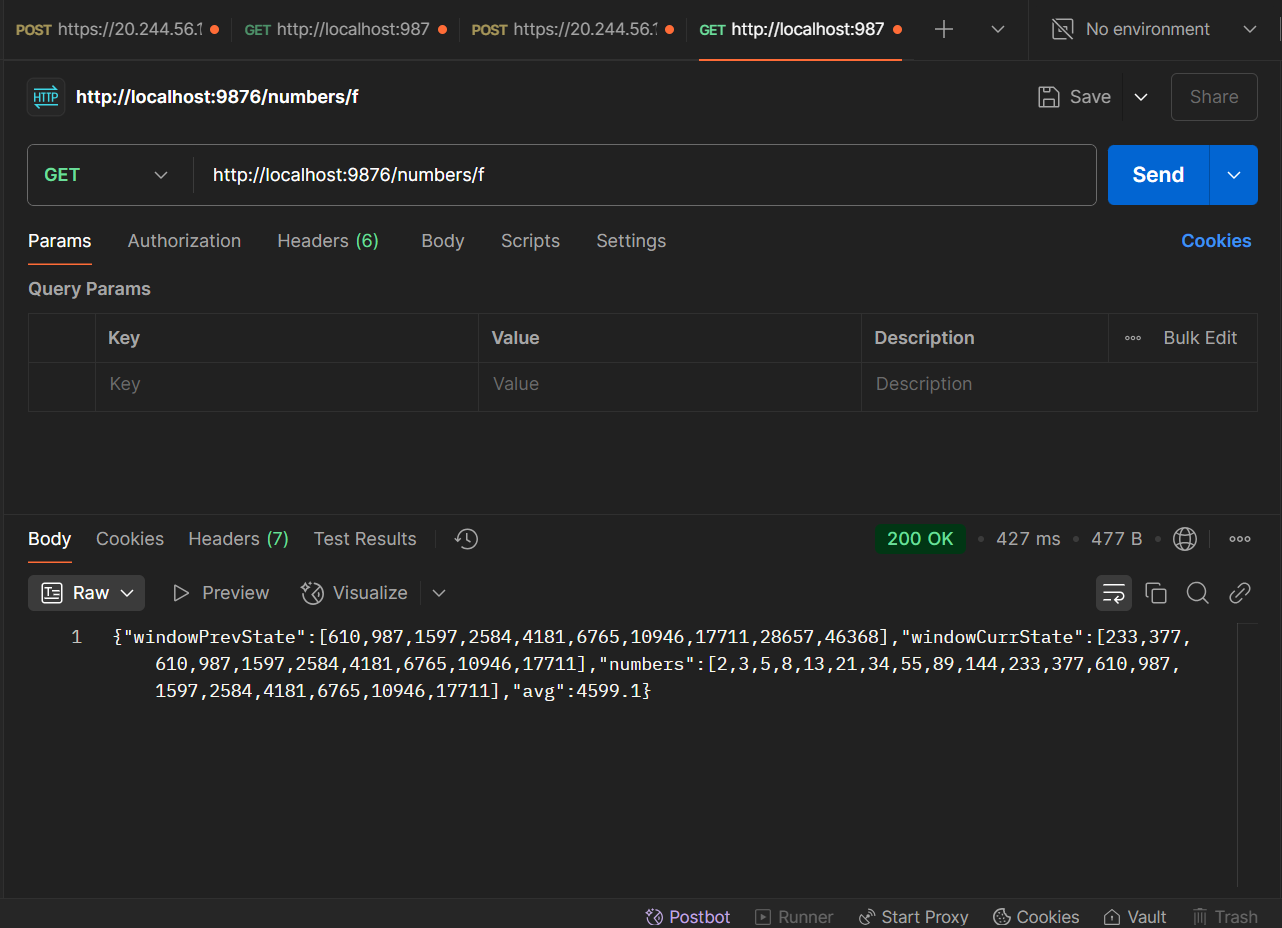 POST https://20.244.56.1 GET http://localhost:987 POST https://20.244.56.1 GET http://localhost:987 No environment
HTTP http://localhost:9876/numbers/f Save Share
GET http://localhost:9876/numbers/f Send
Params Authorization Headers (6) Body Scripts Settings Cookies
Query Params
Key Value Description Bulk Edit
Key Value Description
Body Cookies Headers (7) Test Results 200 OK • 427 ms • 477 B •
Raw Preview Visualize
1 {"windowPrevState":[610,987,1597,2584,4181,6765,10946,17711,28657,46368],"windowCurrState":[233,377,
610,987,1597,2584,4181,6765,10946,17711],"numbers":[2,3,5,8,13,21,34,55,89,144,233,377,610,987,
1597,2584,4181,6765,10946,17711],"avg":4599.1}
Postbot Runner Start Proxy Cookies Vault Trash